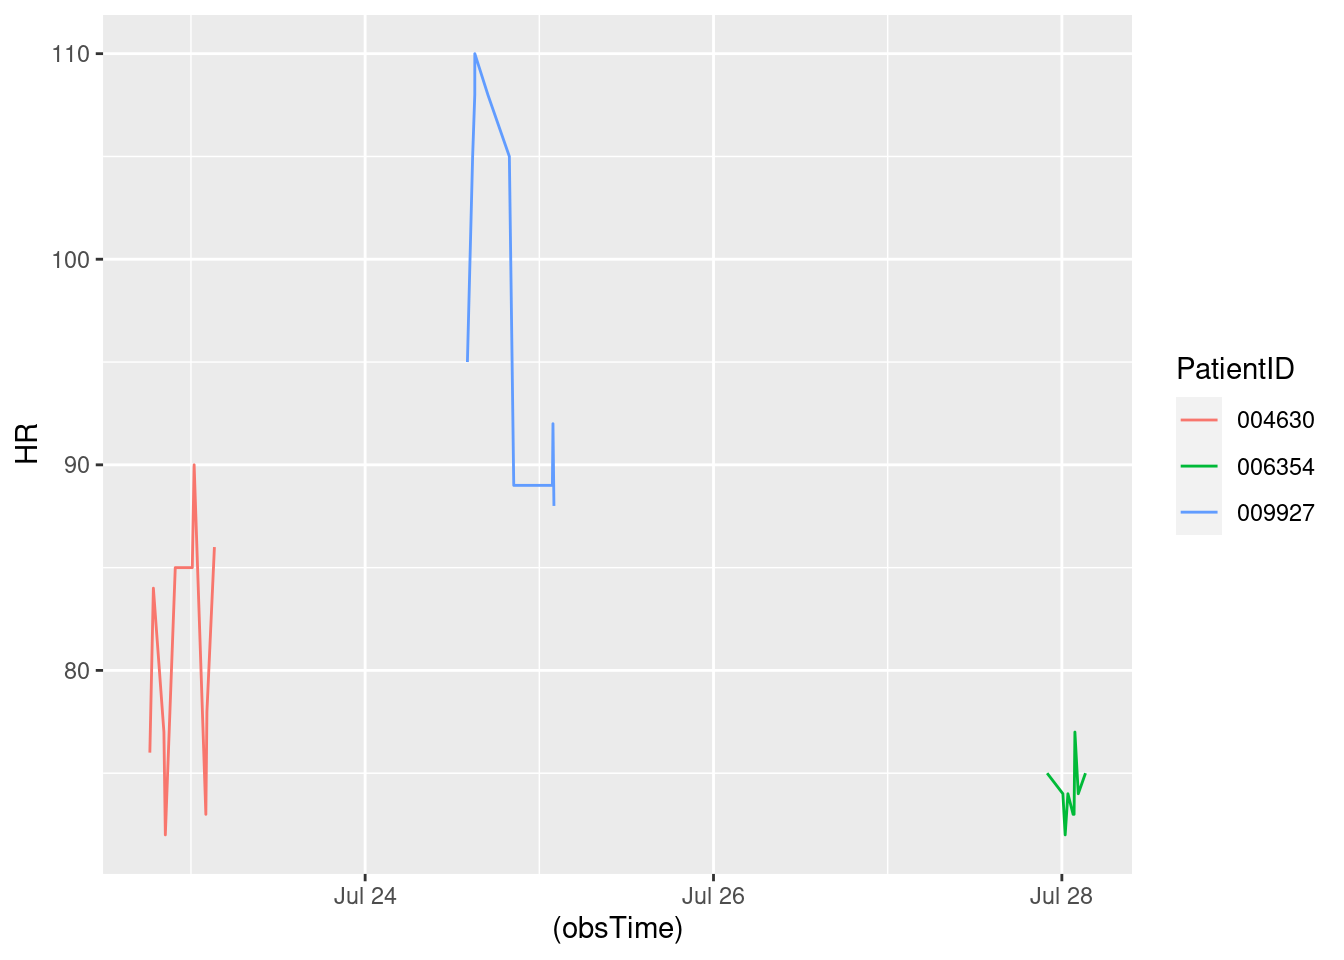 110
100
90
80
HR
Jul 24
Jul 26
Jul 28
(obsTime)
PatientID
004630
006354
009927